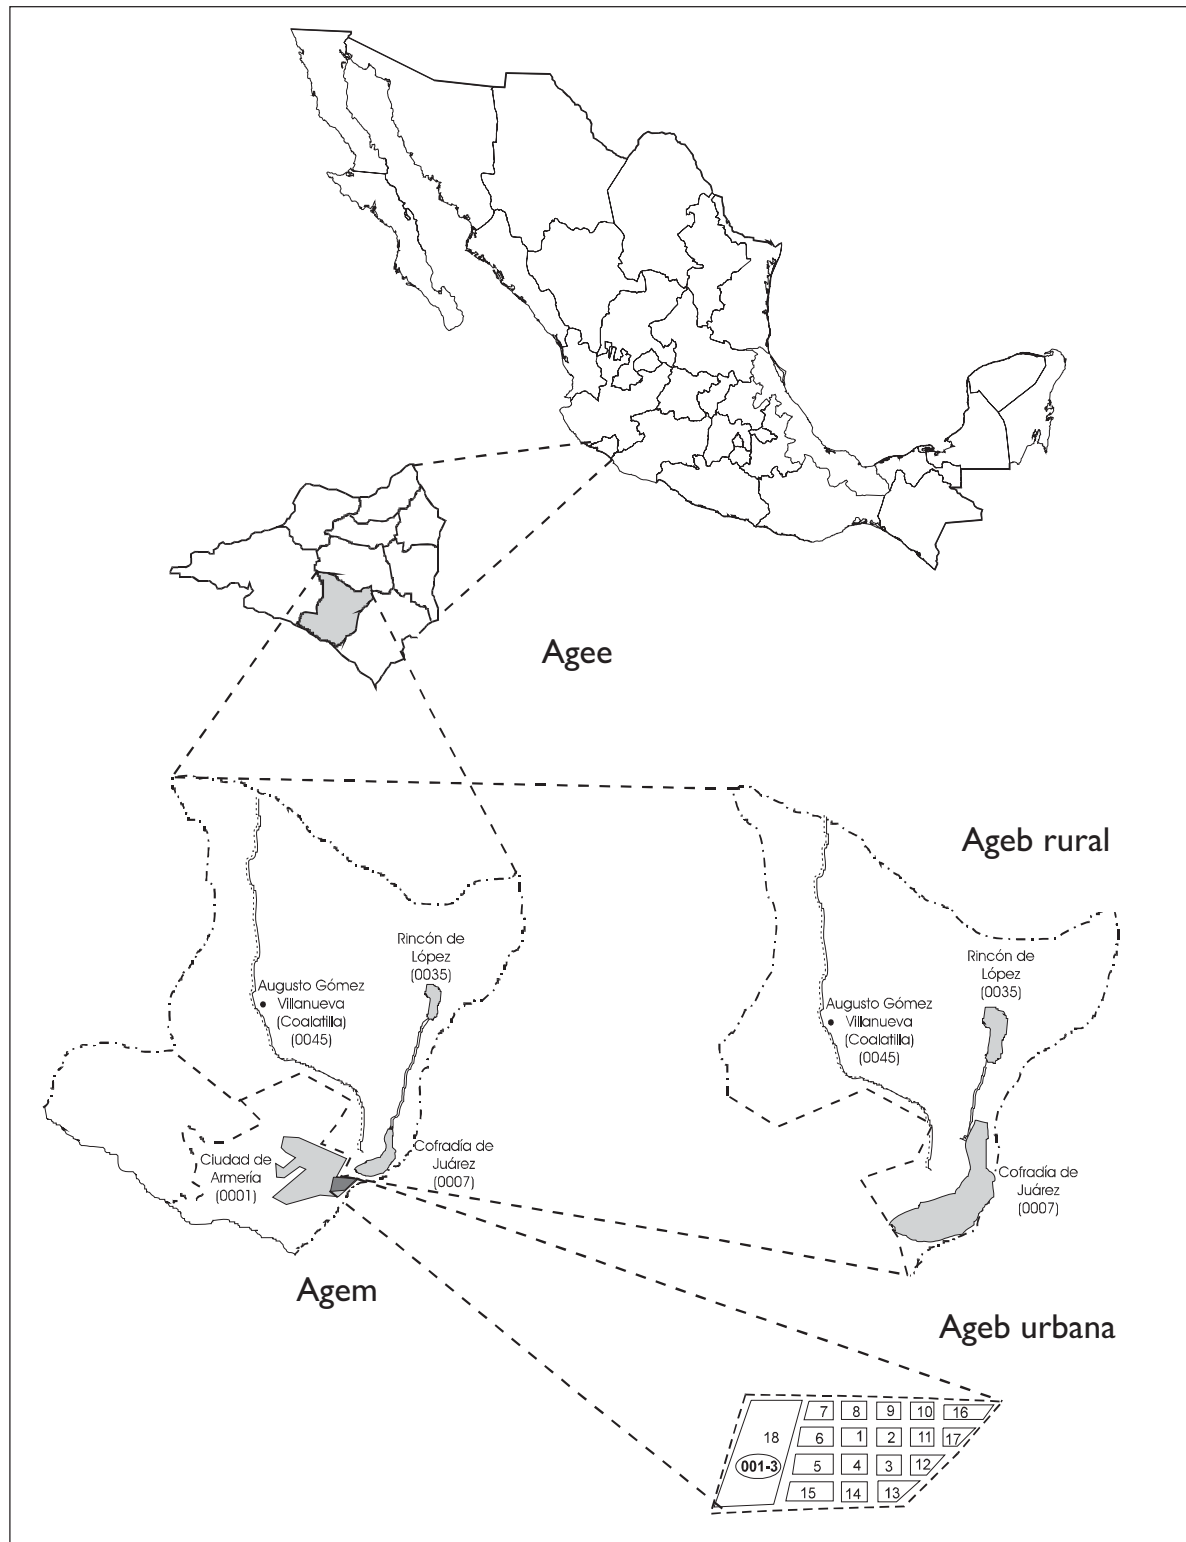 Agee
Ageb rural
Rincón de
López
(0035)
Augusto Gómez
Villanueva
(Coalatilla)
(0045)
Ciudad de
Armería
(0001)
Cofradía de
Juárez
(0007)
Agem
Rincón de
López
(0035)
Augusto Gómez
Villanueva
(Coalatilla)
(0045)
Cofradía de
Juárez
(0007)
Ageb urbana
7 8 9 10 16
18 6 1 2 11 17
001-3 5 4 3 12
15 14 13